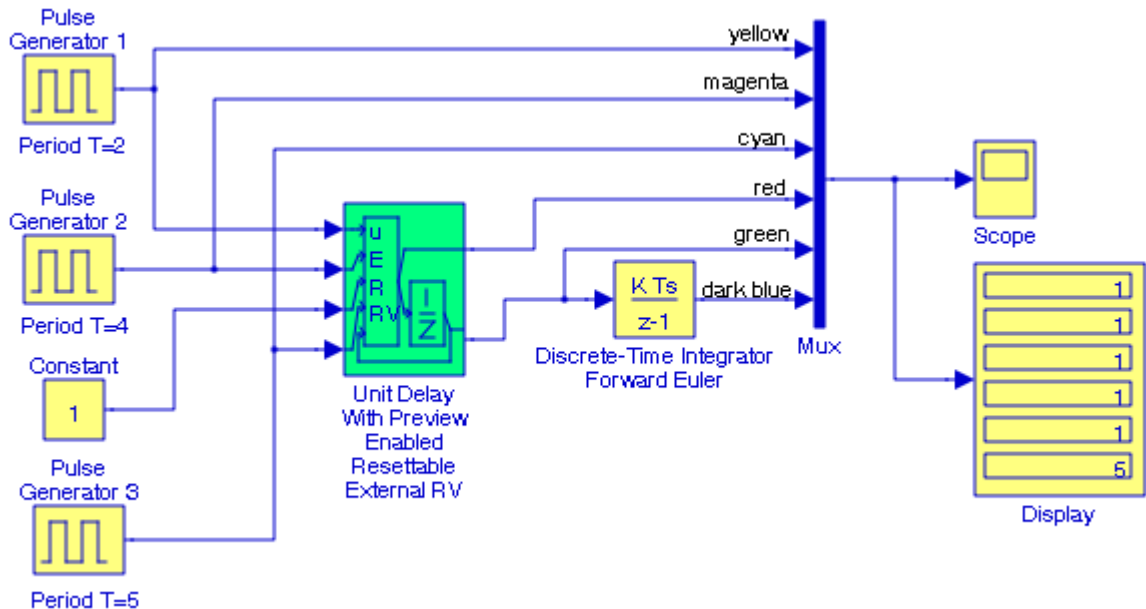 Pulse
Generator 1
Period T=2
yellow
magenta
cyan
red
green
dark blue
Pulse
Generator 2
Period T=4
u
E
R
RV
1
Z
Unit Delay
With Preview
Enabled
Resettable
External RV
K Ts
z-1
Discrete-Time Integrator
Forward Euler
Mux
Scope
1
1
1
1
1
5
Display
Constant
1
Pulse
Generator 3
Period T=5